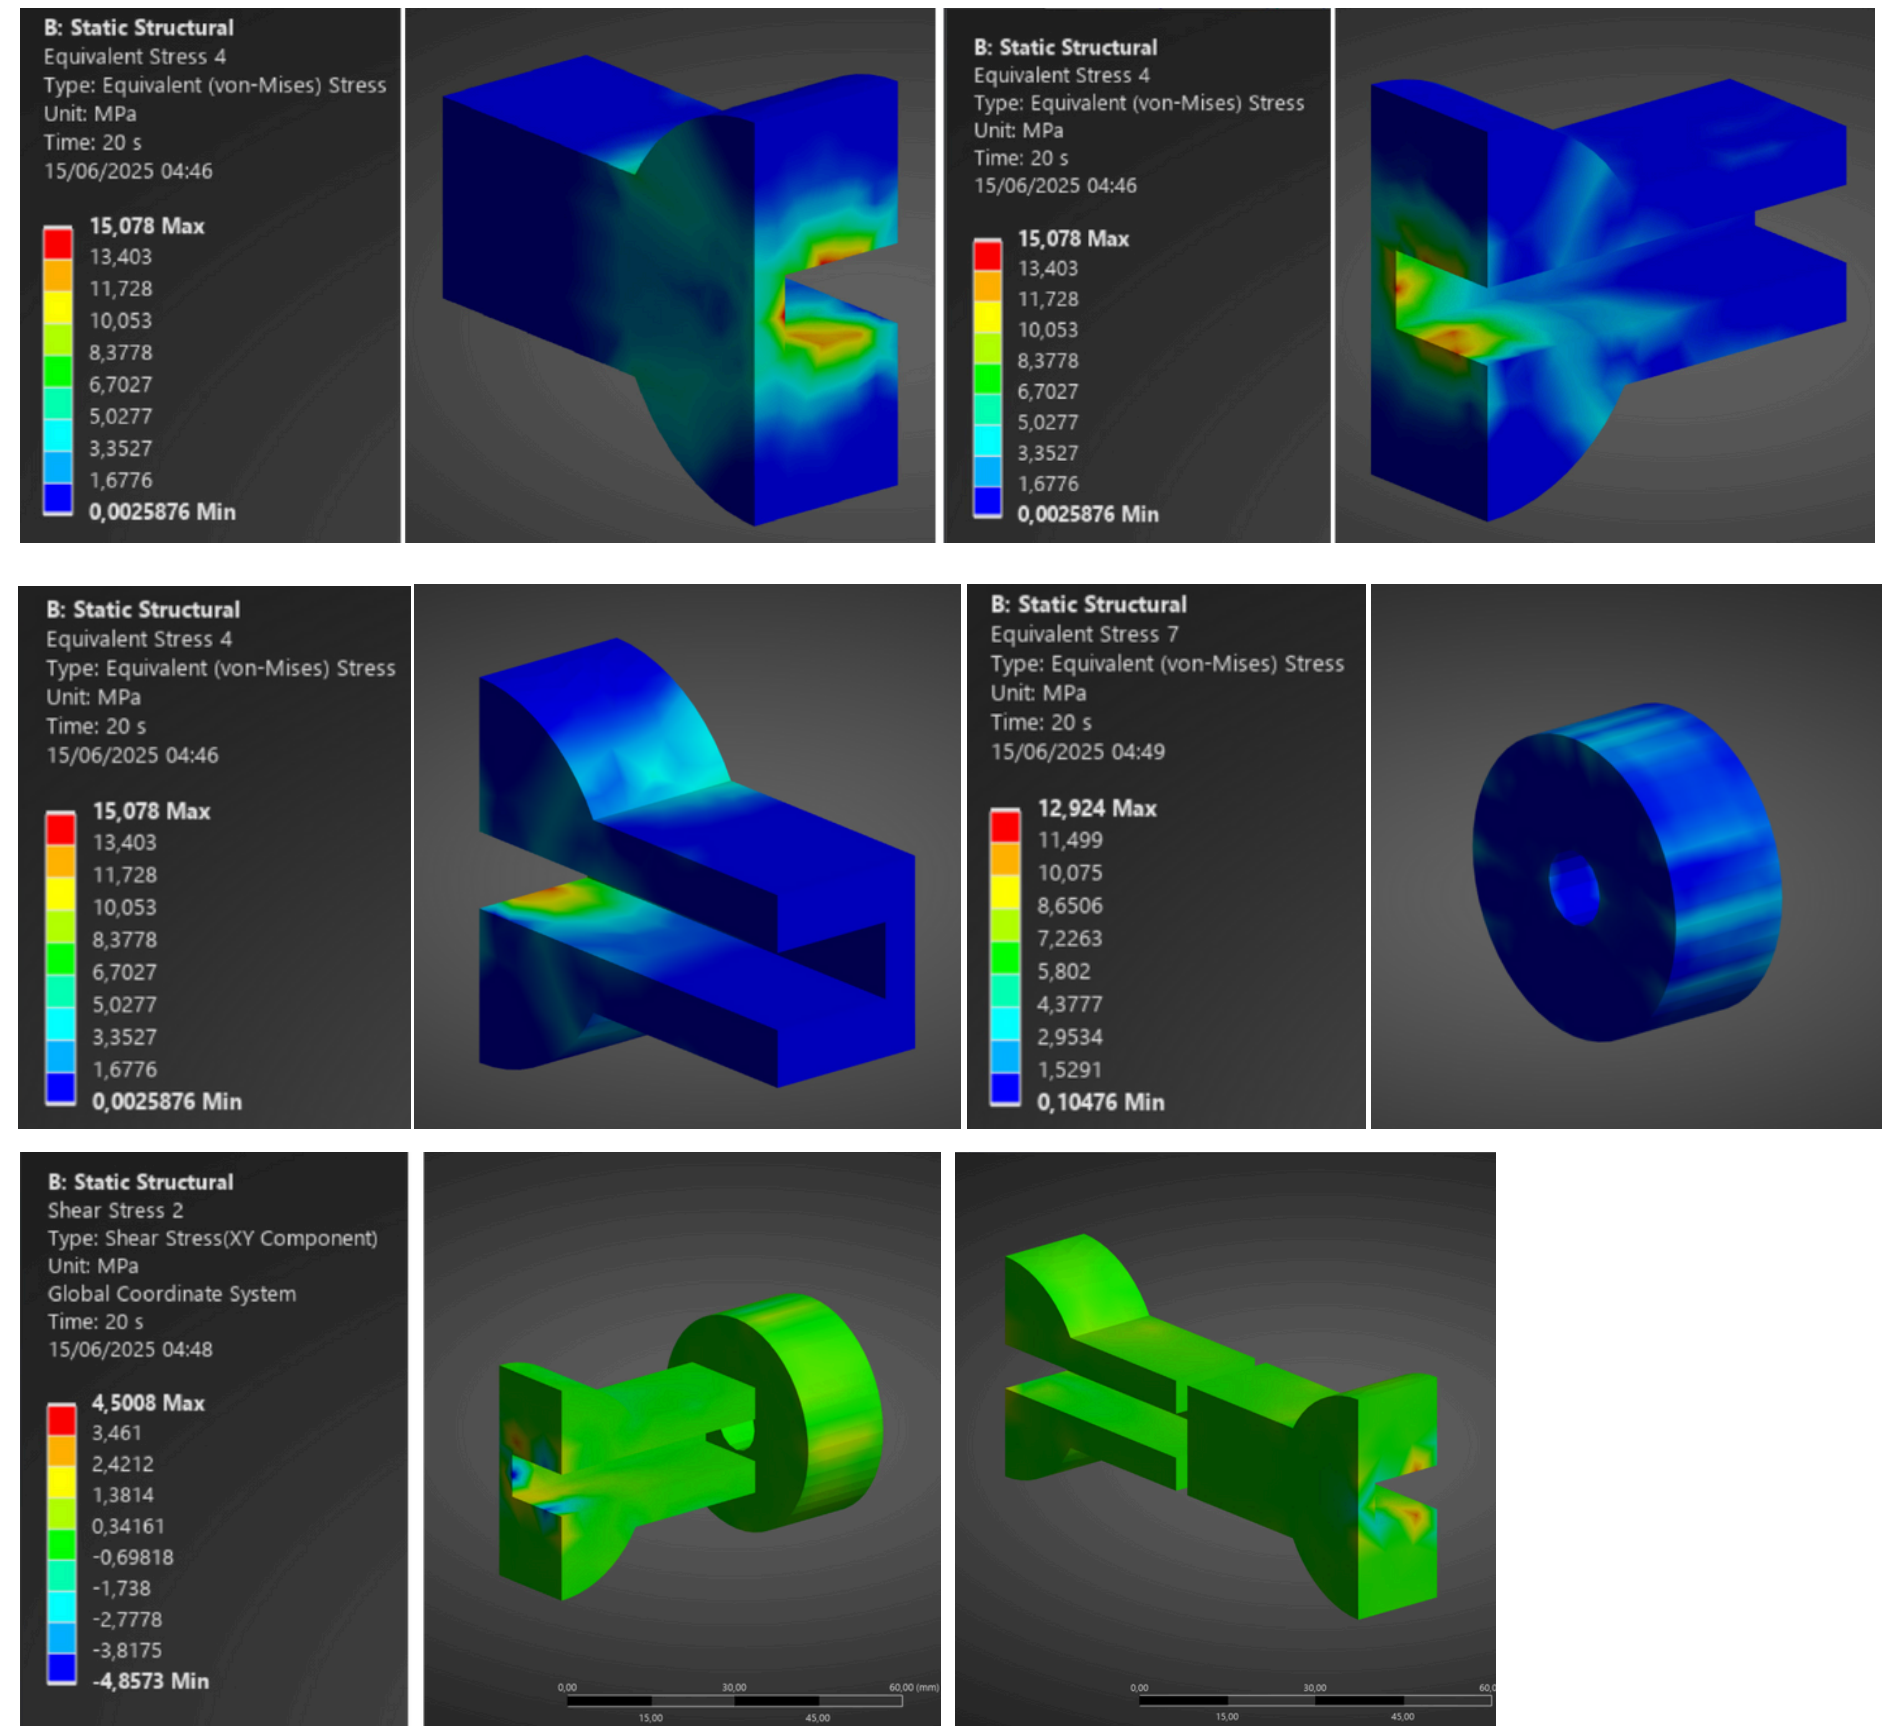 B: Static Structural
Equivalent Stress 4
Type: Equivalent (von-Mises) Stress
Unit: MPa
Time: 20 s
15/06/2025 04:46
15,078 Max
13,403
11,728
10,053
8,3778
6,7027
5,0277
3,3527
1,6776
0,0025876 Min
B: Static Structural
Equivalent Stress 4
Type: Equivalent (von-Mises) Stress
Unit: MPa
Time: 20 s
15/06/2025 04:46
15,078 Max
13,403
11,728
10,053
8,3778
6,7027
5,0277
3,3527
1,6776
0,0025876 Min
B: Static Structural
Equivalent Stress 4
Type: Equivalent (von-Mises) Stress
Unit: MPa
Time: 20 s
15/06/2025 04:46
15,078 Max
13,403
11,728
10,053
8,3778
6,7027
5,0277
3,3527
1,6776
0,0025876 Min
B: Static Structural
Equivalent Stress 7
Type: Equivalent (von-Mises) Stress
Unit: MPa
Time: 20 s
15/06/2025 04:49
12,924 Max
11,499
10,075
8,6506
7,2263
5,802
4,3777
2,9534
1,5291
0,10476 Min
B: Static Structural
Shear Stress 2
Type: Shear Stress(XY Component)
Unit: MPa
Global Coordinate System
Time: 20 s
15/06/2025 04:48
4,5008 Max
3,461
2,4212
1,3814
0,34161
-0,69818
-1,738
-2,7778
-3,8175
-4,8573 Min
0,00 30,00 60,00 (mm)
15,00 45,00
0,00 30,00 60,0
15,00 45,00